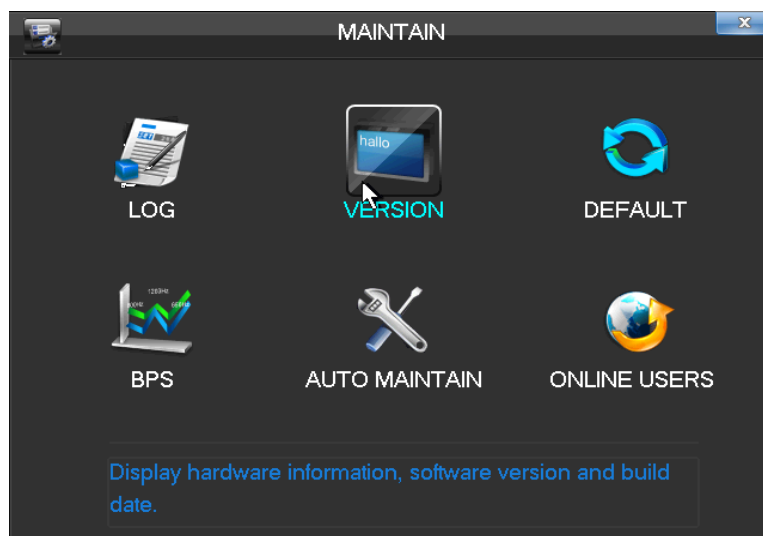 MAINTAIN
x
hallo
LOG
VERSION
DEFAULT
BPS
AUTO MAINTAIN
ONLINE USERS
Display hardware information, software version and build
date.